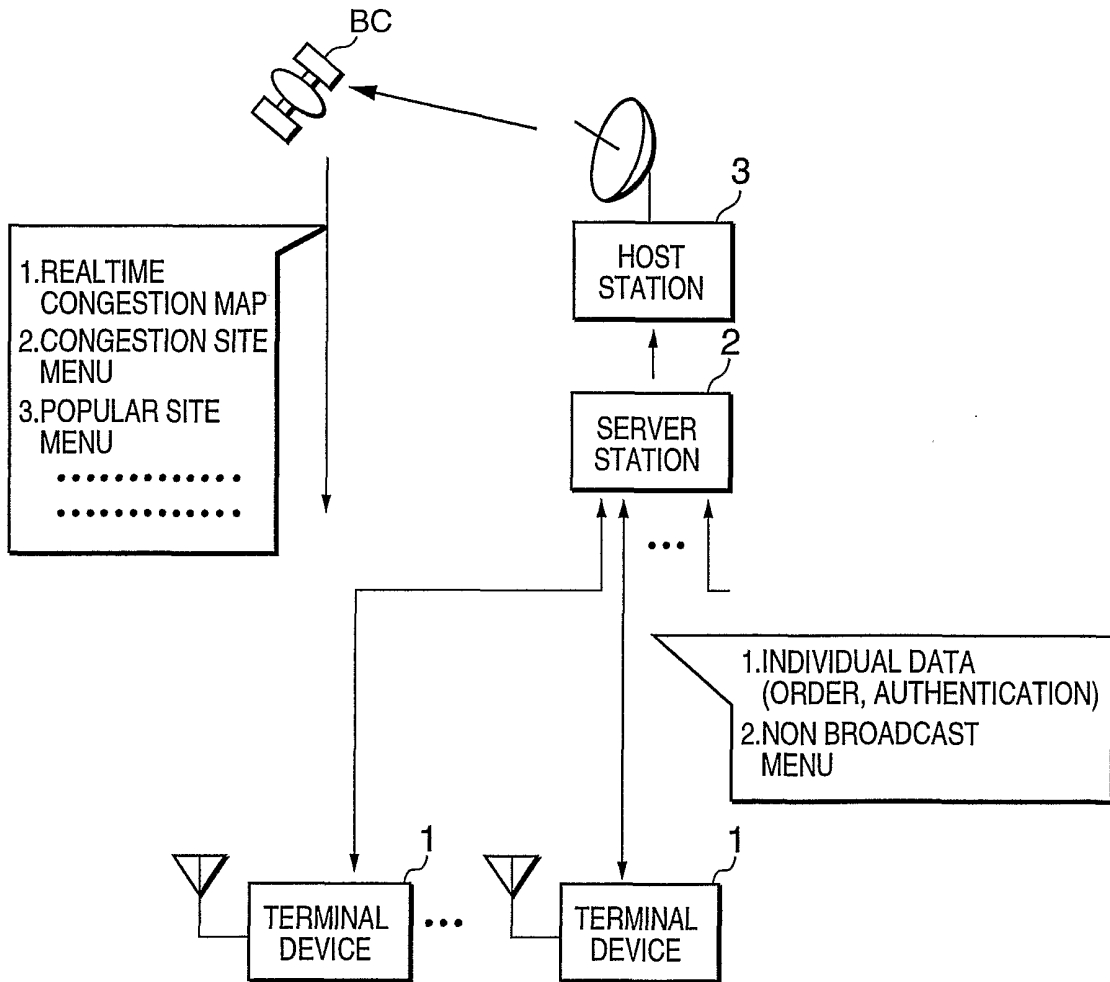 BC
3
HOST
STATION
1.REALTIME
CONGESTION MAP
2.CONGESTION SITE
MENU
3.POPULAR SITE
MENU
2
SERVER
STATION
1.INDIVIDUAL DATA
(ORDER, AUTHENTICATION)
2.NON BROADCAST
MENU
1
TERMINAL
DEVICE
1
TERMINAL
DEVICE